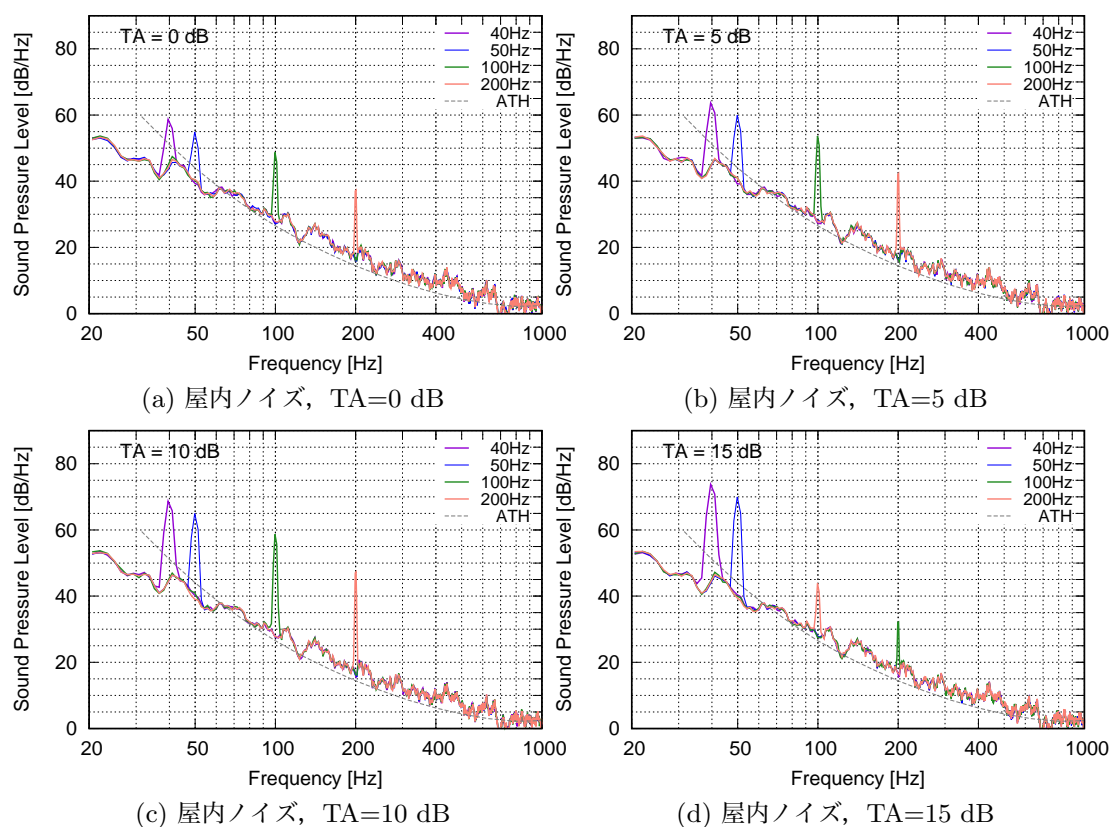 TA = 0 dB
40Hz
50Hz
100Hz
200Hz
ATH
Sound Pressure Level [dB/Hz]
80
60
40
20
0
20 50 100 200 400 1000
Frequency [Hz]
(a) 屋内ノイズ，TA=0 dB
TA = 5 dB
40Hz
50Hz
100Hz
200Hz
ATH
Sound Pressure Level [dB/Hz]
80
60
40
20
0
20 50 100 200 400 1000
Frequency [Hz]
(b) 屋内ノイズ，TA=5 dB
TA = 10 dB
40Hz
50Hz
100Hz
200Hz
ATH
Sound Pressure Level [dB/Hz]
80
60
40
20
0
20 50 100 200 400 1000
Frequency [Hz]
(c) 屋内ノイズ，TA=10 dB
TA = 15 dB
40Hz
50Hz
100Hz
200Hz
ATH
Sound Pressure Level [dB/Hz]
80
60
40
20
0
20 50 100 200 400 1000
Frequency [Hz]
(d) 屋内ノイズ，TA=15 dB